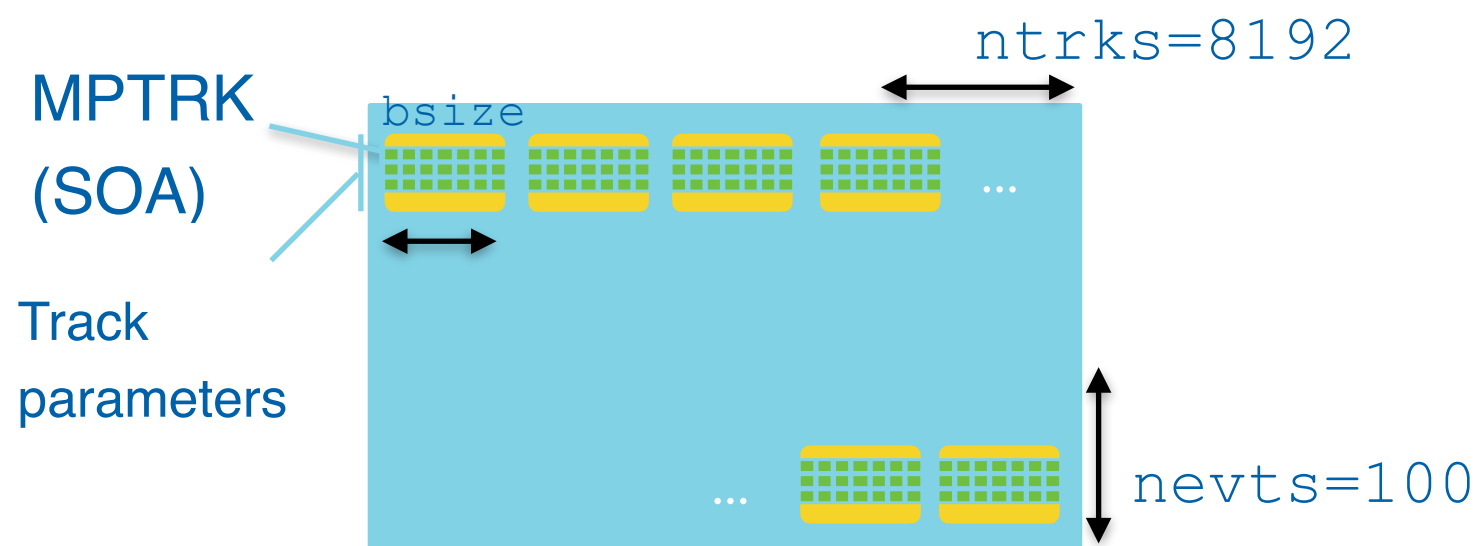 ntrks=8192
MPTRK
(SOA)
bsize
...
Track
parameters
...
nevts=100